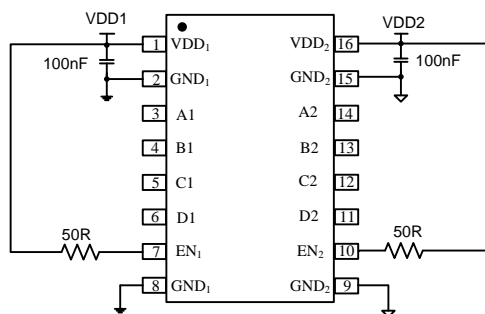 VDD1 VDD2
1 VDD₁ VDD₂ 16
100nF 100nF
2 GND₁ GND₂ 15
3 A1 A2 14
4 B1 B2 13
5 C1 C2 12
6 D1 D2 11
50R 50R
7 EN₁ EN₂ 10
8 GND₁ GND₂ 9